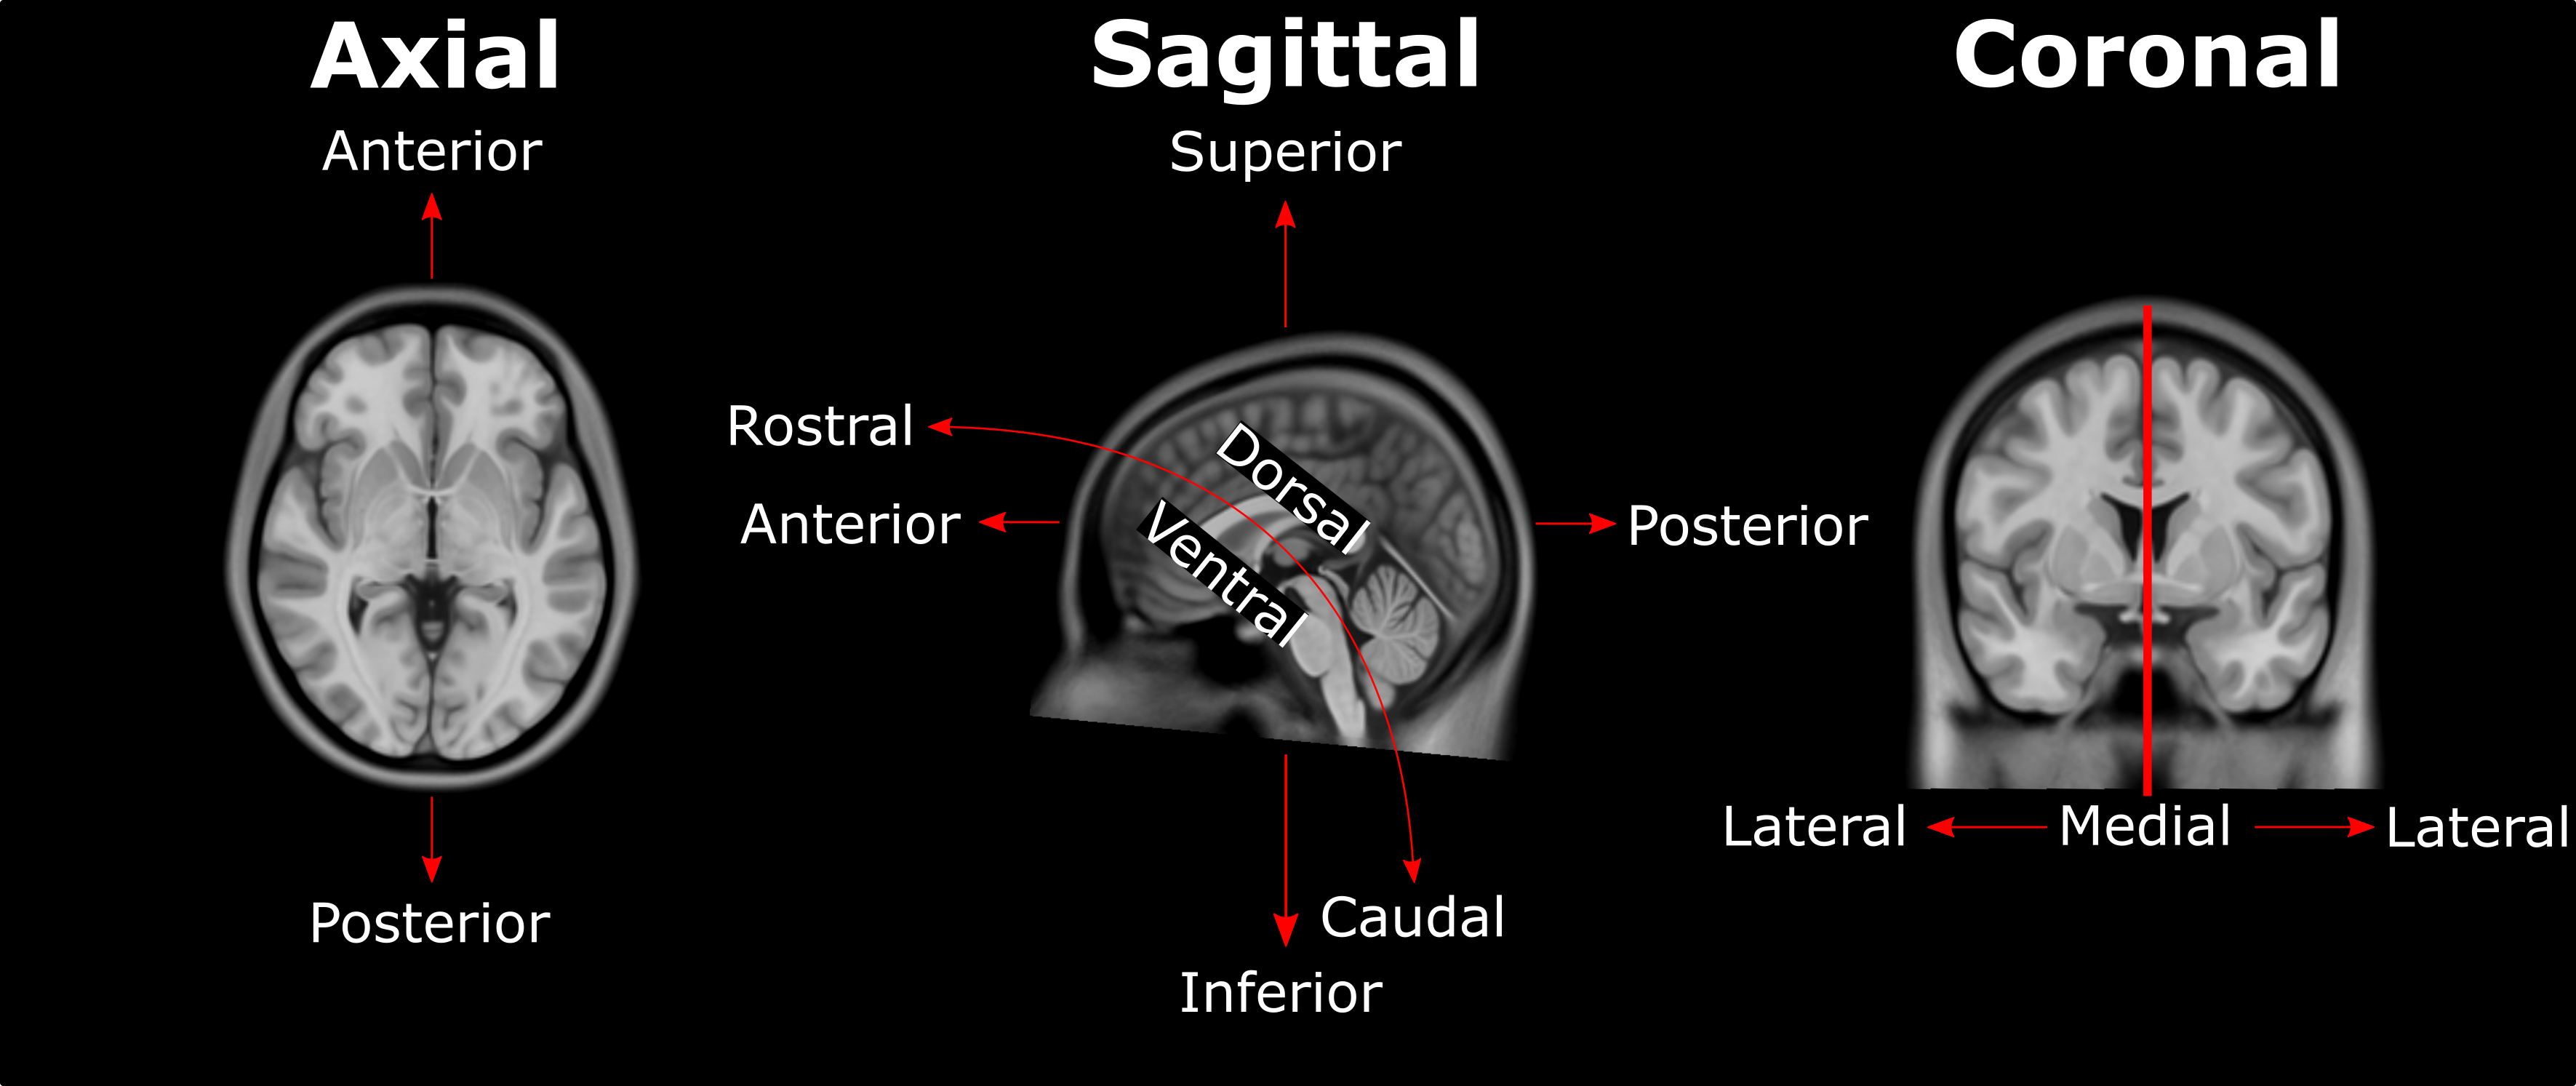 Axial
Sagittal
Coronal
Anterior
Superior
Rostral
Dorsal
Anterior
Ventral
Posterior
Lateral
Medial
Lateral
Posterior
Caudal
Inferior